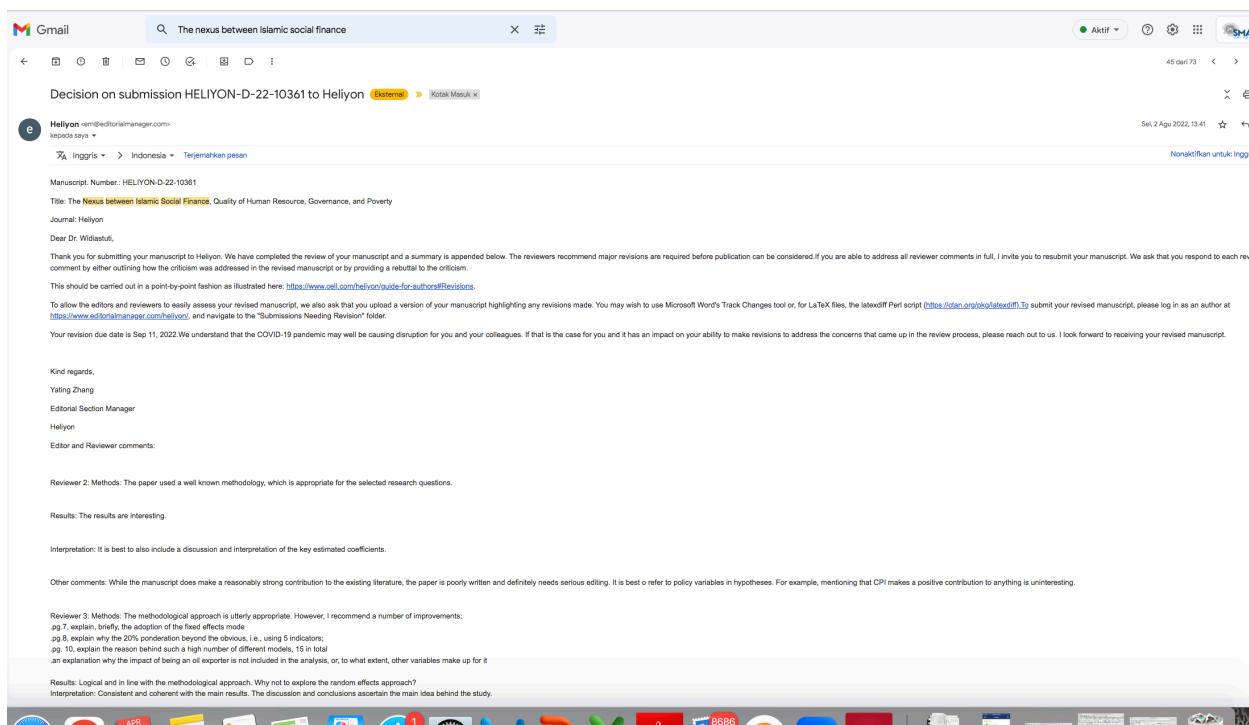 Gmail
The nexus between Islamic social finance
Aktif
45 dari 73
Decision on submission HELIYON-D-22-10361 to Heliyon Eksternal Kotak Masuk x
e
Heliyon <em@editorialmanager.com>
Sel, 2 Agu 2022, 13.41
kepada saya
Inggris > Indonesia Terjemahkan pesan
Nonaktifkan untuk: Inggr
Manuscript. Number.: HELIYON-D-22-10361
Title: The Nexus between Islamic Social Finance, Quality of Human Resource, Governance, and Poverty
Journal: Heliyon
Dear Dr. Widiastuti,
Thank you for submitting your manuscript to Heliyon. We have completed the review of your manuscript and a summary is appended below. The reviewers recommend major revisions are required before publication can be considered.If you are able to address all reviewer comments in full, I invite you to resubmit your manuscript. We ask that you respond to each rev
comment by either outlining how the criticism was addressed in the revised manuscript or by providing a rebuttal to the criticism.
This should be carried out in a point-by-point fashion as illustrated here: https://www.cell.com/heliyon/guide-for-authors#Revisions.
To allow the editors and reviewers to easily assess your revised manuscript, we also ask that you upload a version of your manuscript highlighting any revisions made. You may wish to use Microsoft Word's Track Changes tool or, for LaTeX files, the latexdiff Perl script (https://ctan.org/pkg/latexdiff).To submit your revised manuscript, please log in as an author at
https://www.editorialmanager.com/heliyon/, and navigate to the "Submissions Needing Revision" folder.
Your revision due date is Sep 11, 2022.We understand that the COVID-19 pandemic may well be causing disruption for you and your colleagues. If that is the case for you and it has an impact on your ability to make revisions to address the concerns that came up in the review process, please reach out to us. I look forward to receiving your revised manuscript.
Kind regards,
Yating Zhang
Editorial Section Manager
Heliyon
Editor and Reviewer comments:
Reviewer 2: Methods: The paper used a well known methodology, which is appropriate for the selected research questions.
Results: The results are interesting.
Interpretation: It is best to also include a discussion and interpretation of the key estimated coefficients.
Other comments: While the manuscript does make a reasonably strong contribution to the existing literature, the paper is poorly written and definitely needs serious editing. It is best o refer to policy variables in hypotheses. For example, mentioning that CPI makes a positive contribution to anything is uninteresting.
Reviewer 3: Methods: The methodological approach is utterly appropriate. However, I recommend a number of improvements:
.pg.7, explain, briefly, the adoption of the fixed effects mode
.pg.8, explain why the 20% ponderation beyond the obvious, i.e., using 5 indicators;
.pg. 10, explain the reason behind such a high number of different models, 15 in total
.an explanation why the impact of being an oil exporter is not included in the analysis, or, to what extent, other variables make up for it
Results: Logical and in line with the methodological approach. Why not to explore the random effects approach?
Interpretation: Consistent and coherent with the main results. The discussion and conclusions ascertain the main idea behind the study.
APR
1
8686